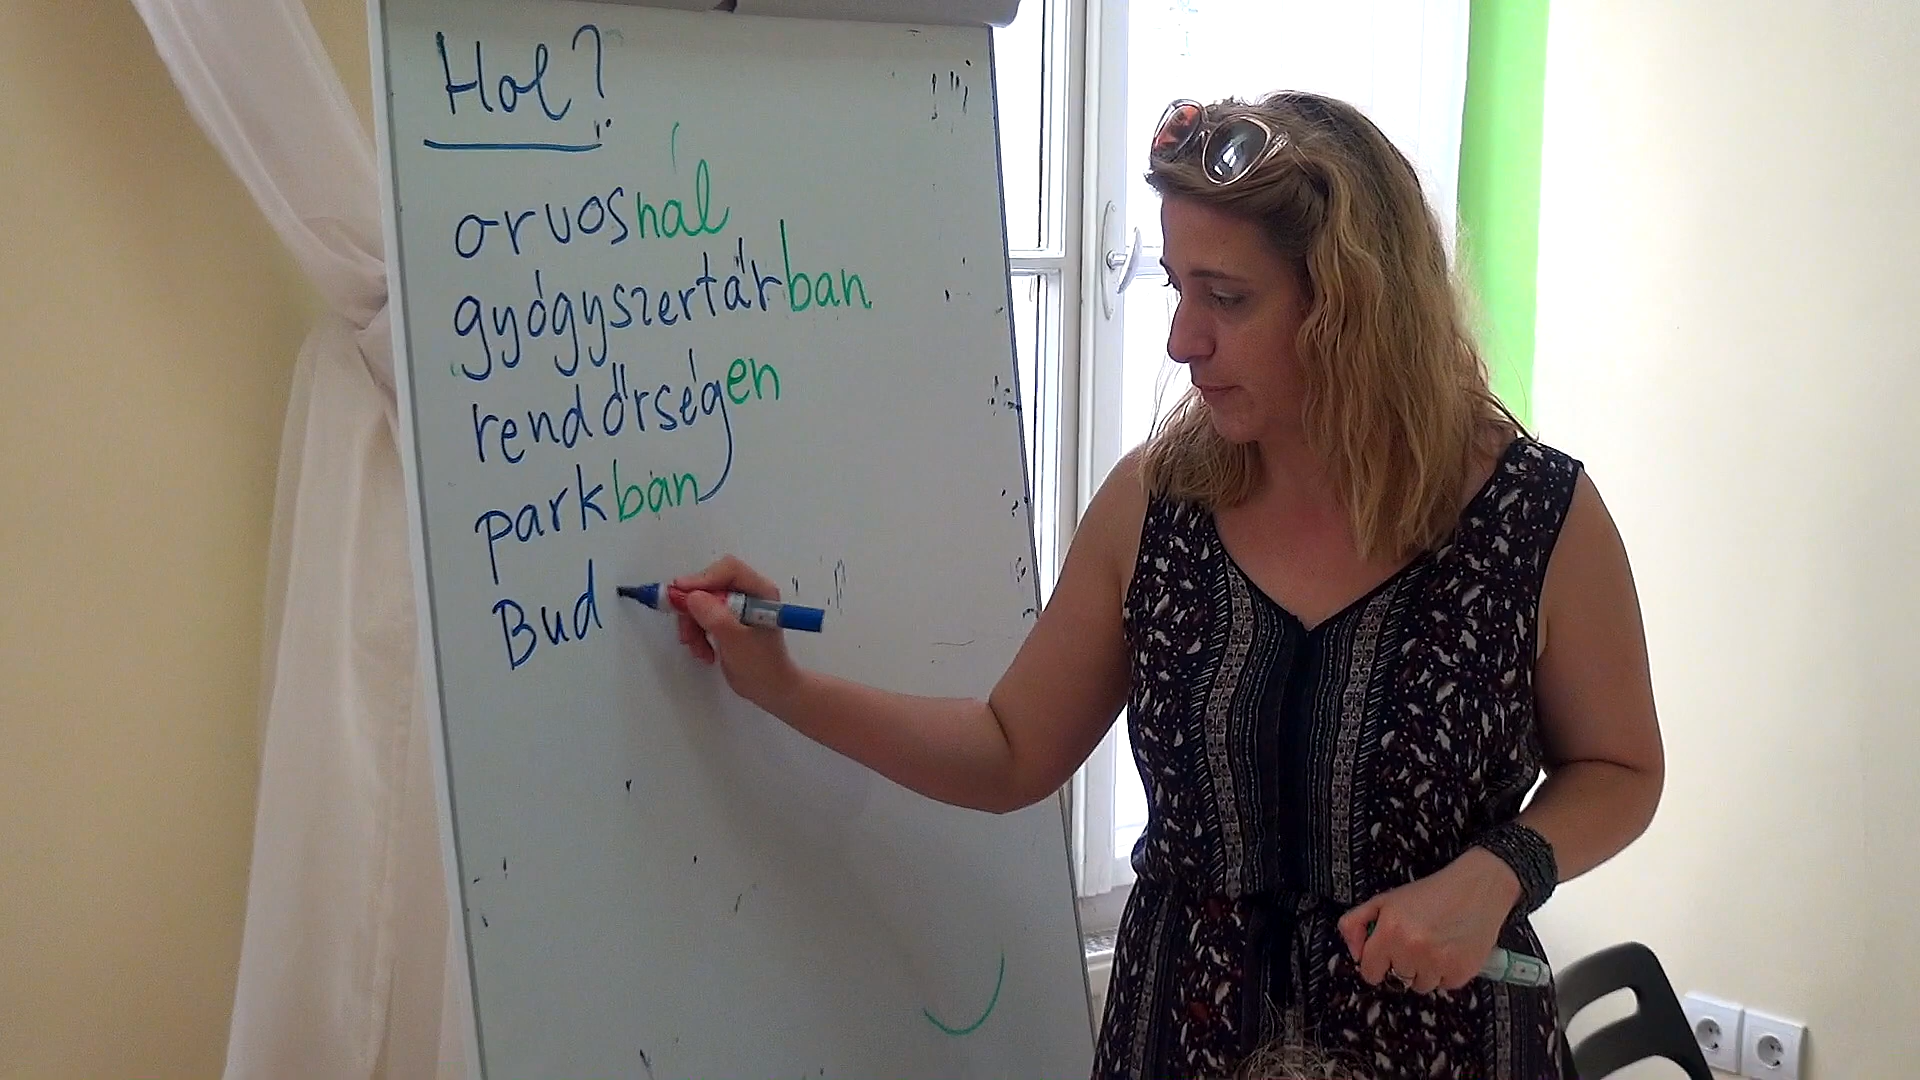 Hol?
orvosnál
gyógyszertárban
rendőrségen
parkban
Bud